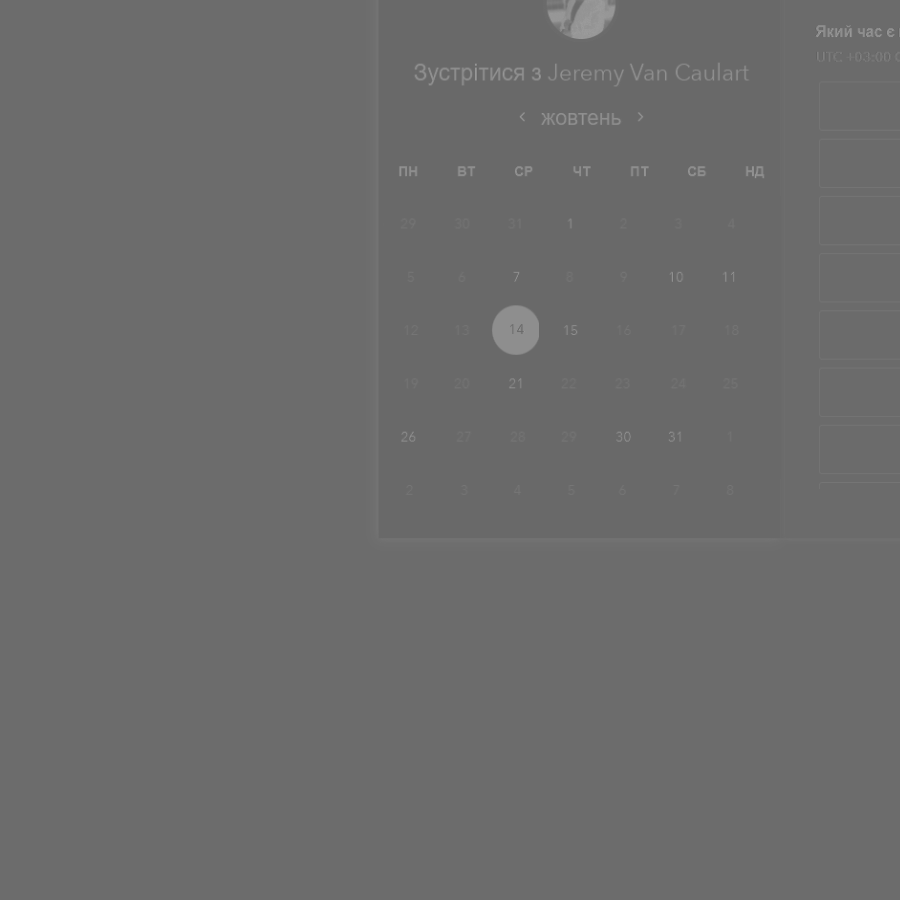 Який час є
UTC +03:00
Зустрітися з Jeremy Van Caulart
жовтень
ПН ВТ СР ЧТ ПТ СБ НД
29 30 31 1 2 3 4
5 6 7 8 9 10 11
12 13 14 15 16 17 18
19 20 21 22 23 24 25
26 27 28 29 30 31 1
2 3 4 5 6 7 8